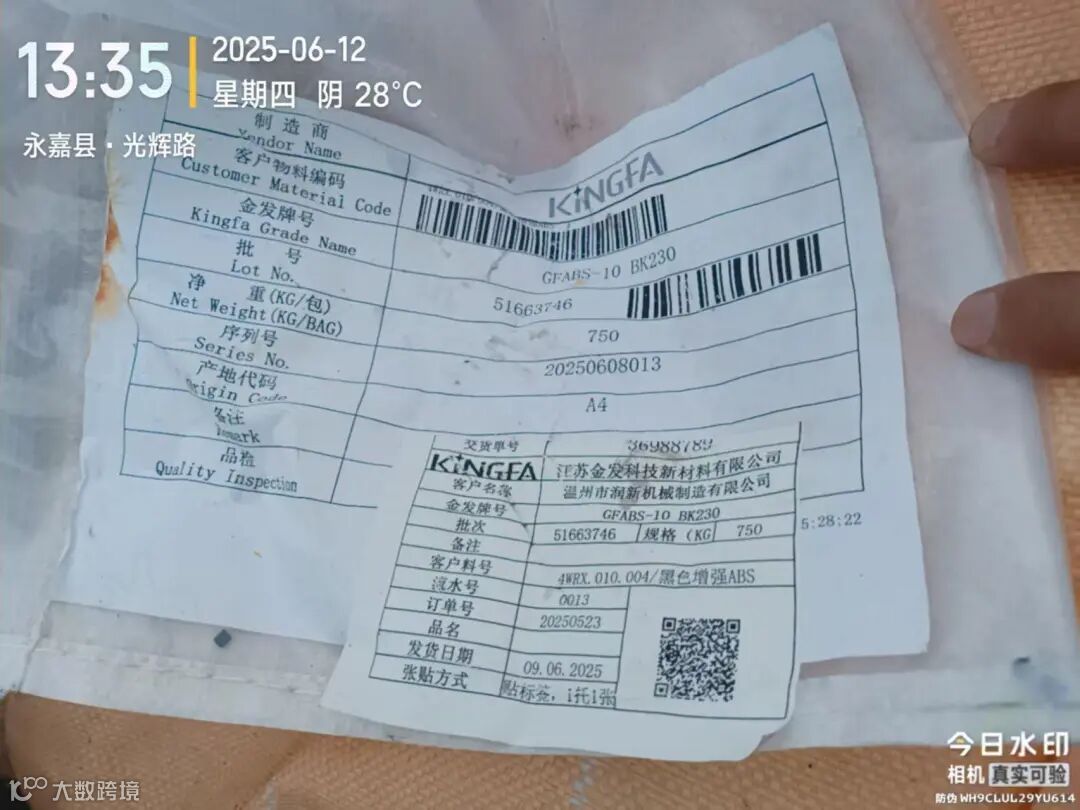 13:35
2025-06-12
星期四 阴 28°C
永嘉县·光辉路
制造商
Vendor Name
KINGFA
客户物料编码
Customer Material Code
金发牌号
Kingfa Grade Name
GFABS-10 BK230
批号
Lot No.
51663746
净重(KG/包)
Net Weight(KG/BAG)
750
序列号
Series No.
20250608013
产地代码
Origin Code
A4
备注
Remark
品检
Quality Inspection
5:28:22
交货单号 36988789
KINGFA 江苏金发科技新材料有限公司
客户名称 温州市润新机械制造有限公司
金发牌号 GFABS-10 BK230
批次 51663746 规格(KG 750
备注
客户料号 4WRX.010.004/黑色增强ABS
流水号 0013
订单号 20250523
品名
发货日期 09.06.2025
张贴方式 贴标签,1托1张
今日水印
相机 真实可验
防伪 WH9CLUL29YU614
大数跨境